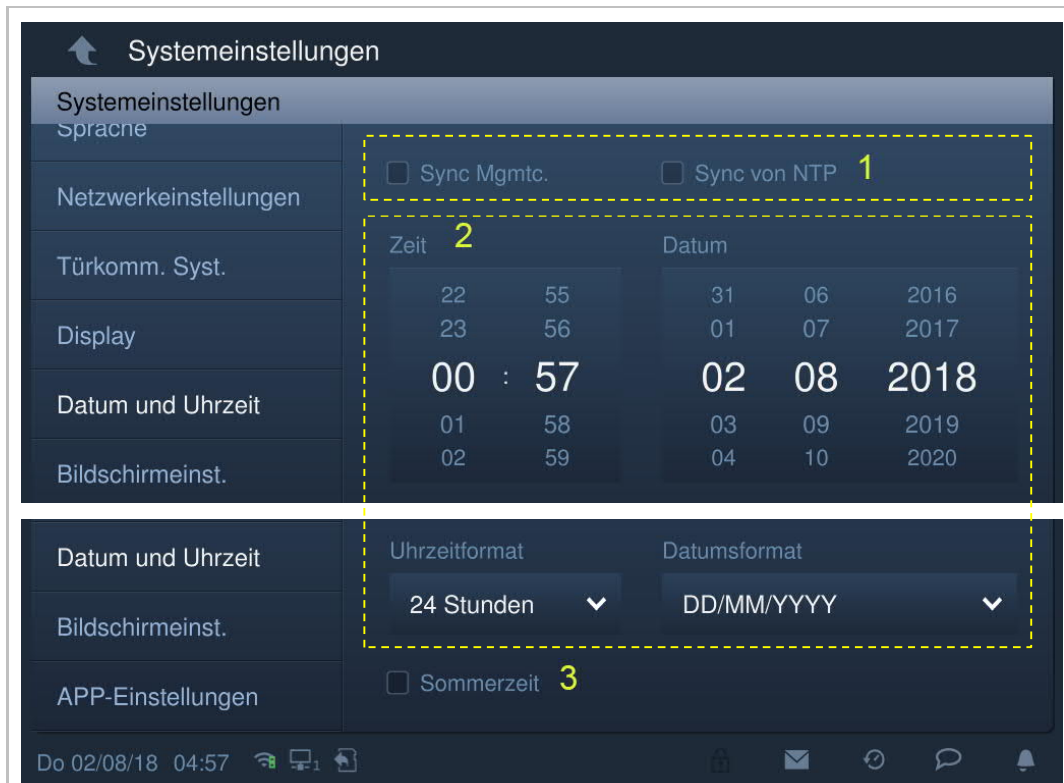 Systemeinstellungen
Systemeinstellungen
Sprache
Netzwerkeinstellungen
Türkomm. Syst.
Display
Datum und Uhrzeit
Bildschirmeinst.
Sync Mgmtc. Sync von NTP 1
Zeit 2 Datum
22 55 31 06 2016
23 56 01 07 2017
00 : 57 02 08 2018
01 58 03 09 2019
02 59 04 10 2020
Datum und Uhrzeit
Bildschirmeinst.
APP-Einstellungen
Uhrzeitformat Datumsformat
24 Stunden DD/MM/YYYY
Sommerzeit 3
Do 02/08/18 04:57 1